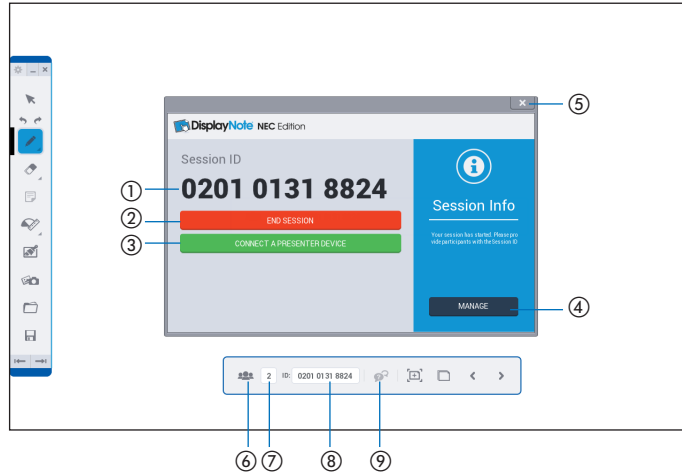 DisplayNote NEC Edition
Session ID
① 0201 0131 8824
② END SESSION
③ CONNECT A PRESENTER DEVICE
⑤
Session Info
Your session has started. Please pro
vide participants with the Session ID
MANAGE ④
2 ID: 0201 0131 8824
⑥ ⑦ ⑧ ⑨